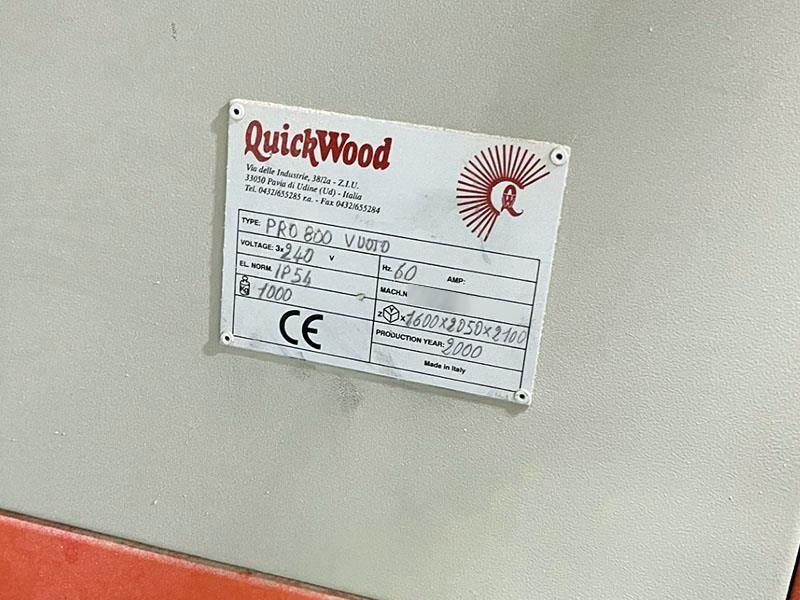 QuickWood
Via delle Industrie, 38/2a - Z.I.U.
33050 Pavia di Udine (Ud) - Italia
Tel. 0432/655285 r.a. - Fax 0432/655284
QW
TYPE: PRO 800 VUOTO
VOLTAGE: 3x 240 V
Hz. 60 AMP:
EL. NORM. IP54
MACH.N
Kg 1000
z y x 1600x2050x2100
CE
PRODUCTION YEAR: 2000
Made in Italy